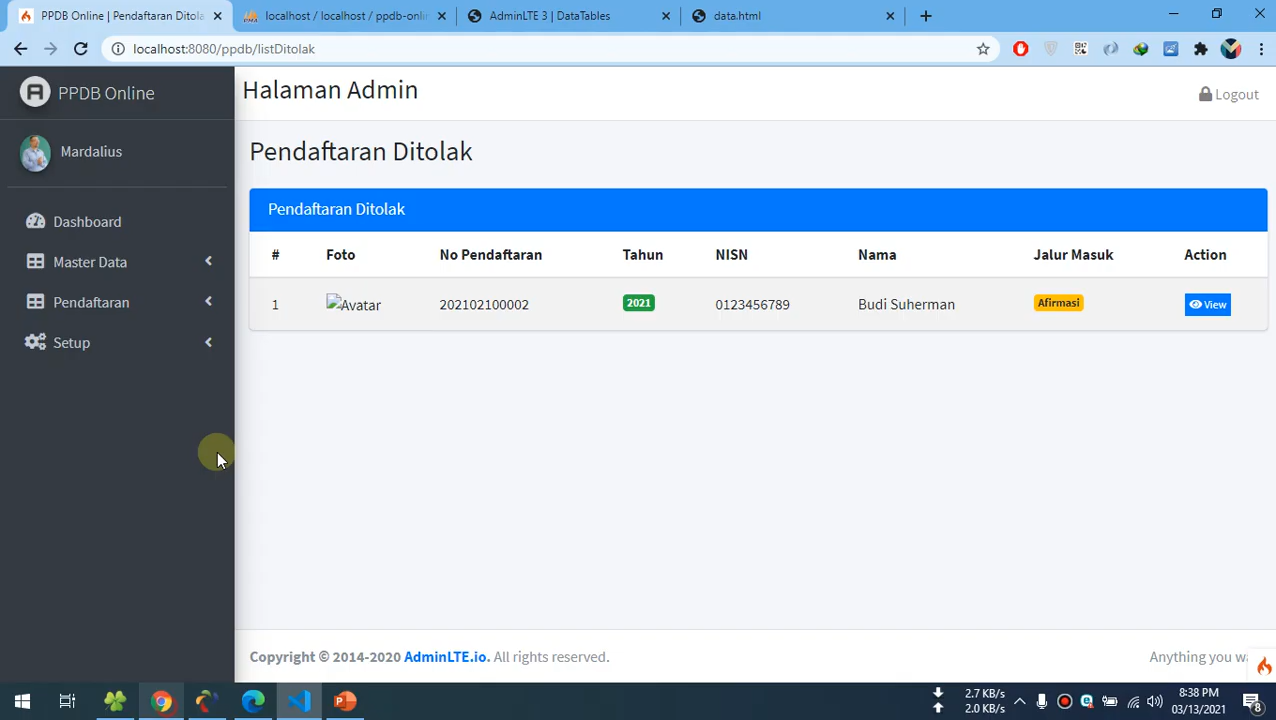 PPDB Online | Pendaftaran Ditola
localhost / localhost / ppdb-onlin
AdminLTE 3 | DataTables
data.html
localhost:8080/ppdb/listDitolak
PPDB Online
Halaman Admin
Logout
Mardalius
Pendaftaran Ditolak
Dashboard
Master Data
Pendaftaran
Setup
Pendaftaran Ditolak
# Foto No Pendaftaran Tahun NISN Nama Jalur Masuk Action
1 Avatar 202102100002 2021 0123456789 Budi Suherman Afirmasi View
Copyright © 2014-2020 AdminLTE.io. All rights reserved.
Anything you
2.7 KB/s
2.0 KB/s
8:38 PM
03/13/2021
8